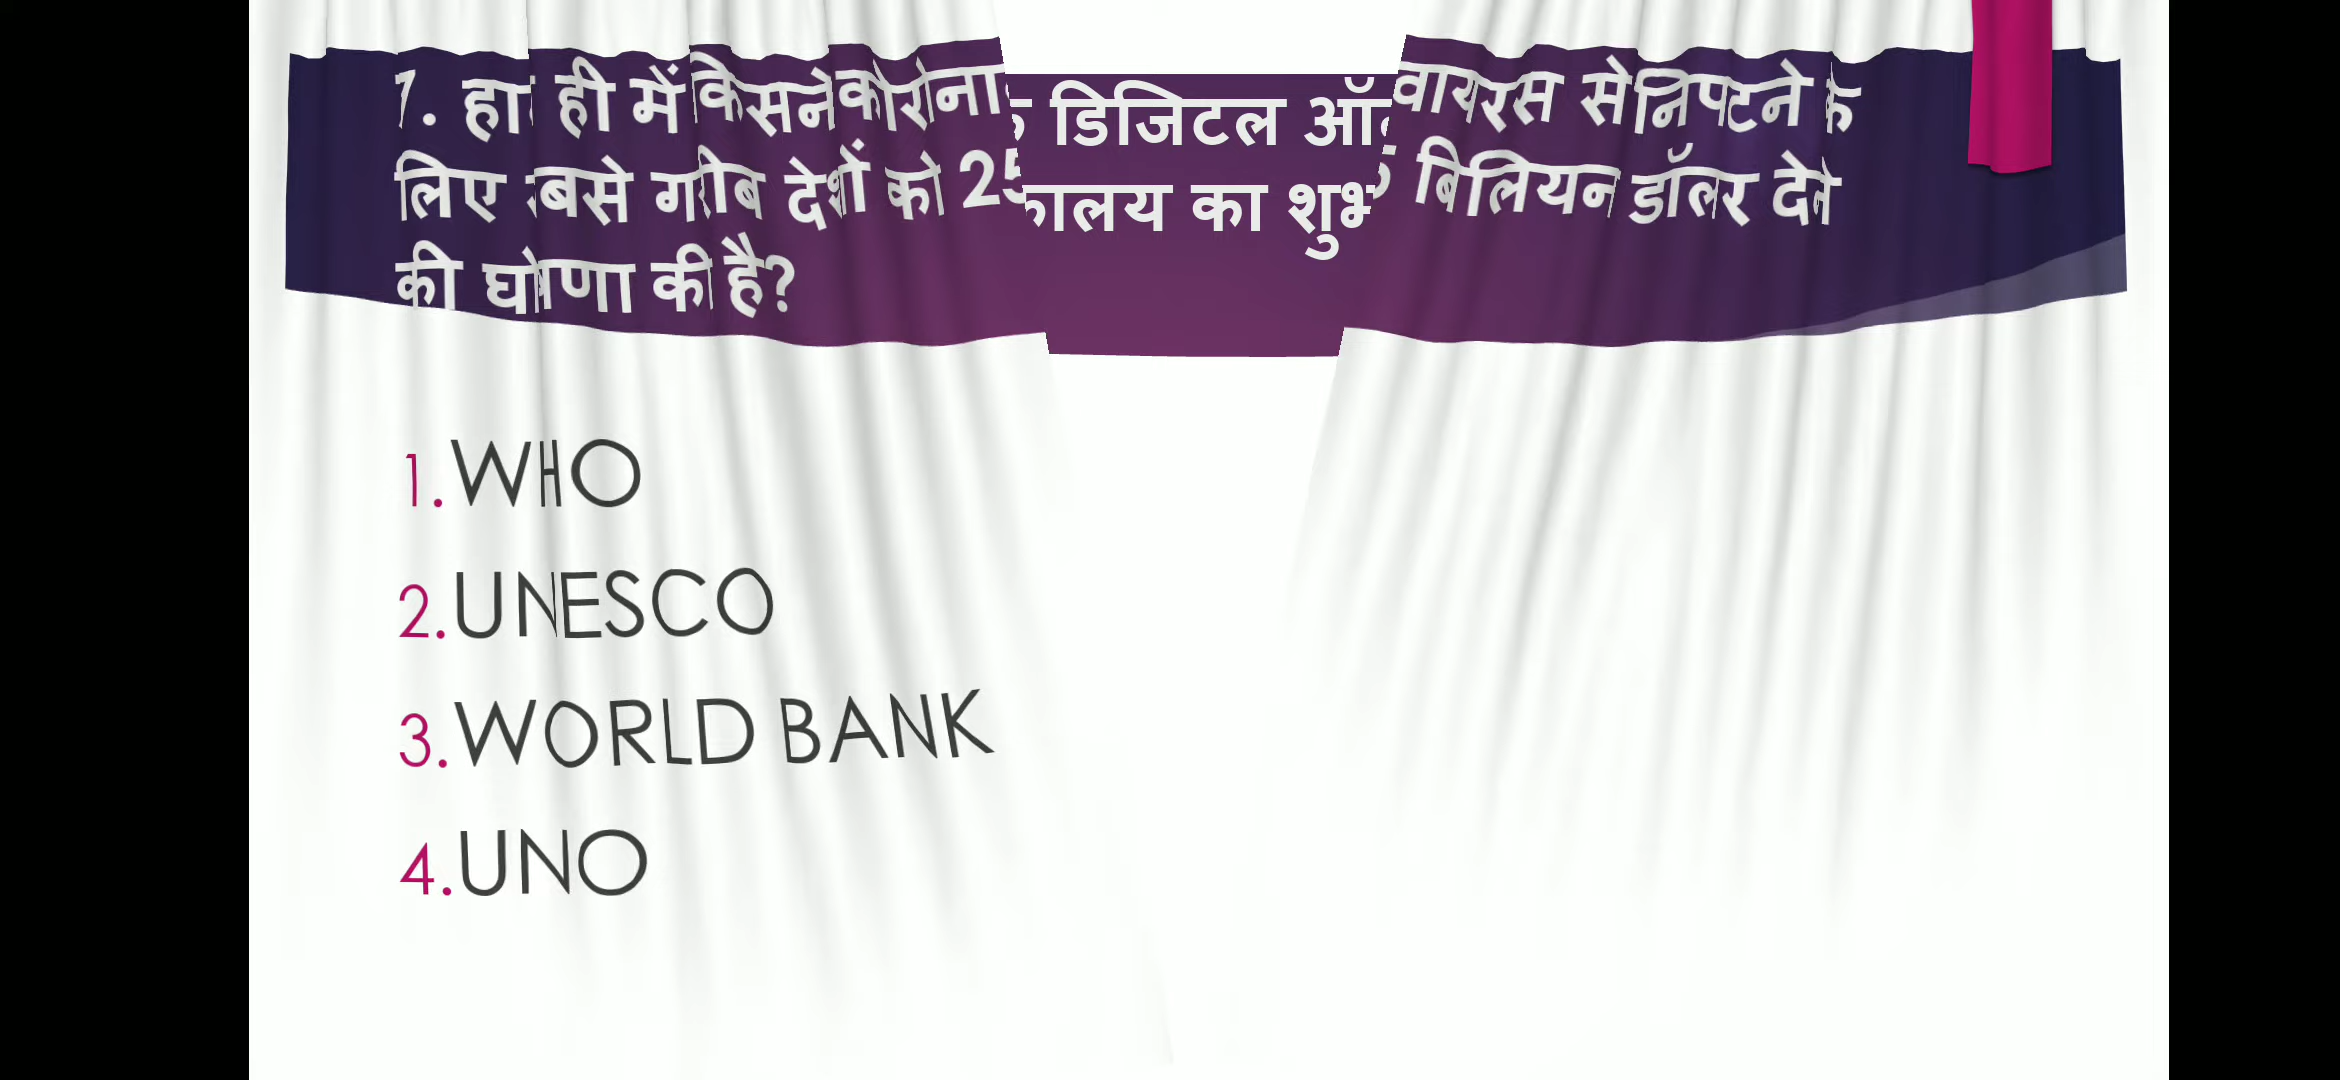 7. हाल ही में किसने कोरोना वायरस से निपटने के
लिए सबसे गरीब देशों को 25 बिलियन डॉलर देने
की घोषणा की है?
डिजिटल
का
1.WHO
2.UNESCO
3.WORLD BANK
4.UNO